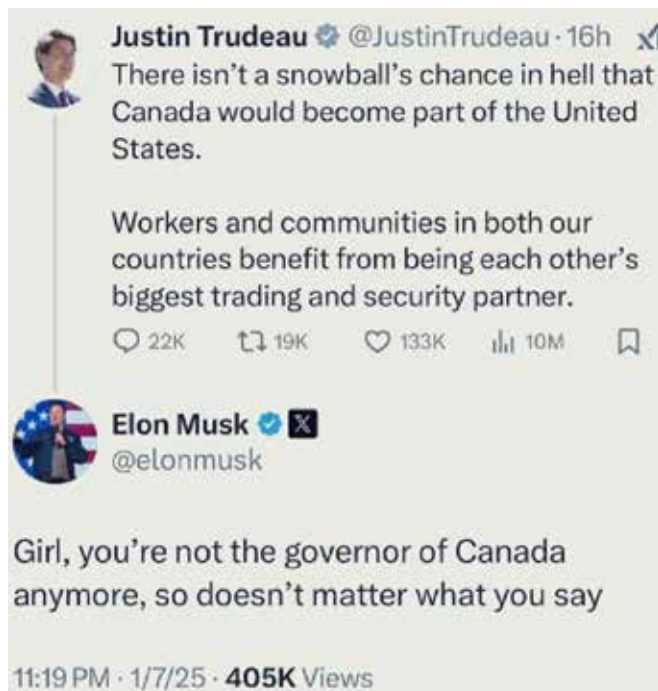 Justin Trudeau @JustinTrudeau · 16h
There isn't a snowball's chance in hell that
Canada would become part of the United
States.
Workers and communities in both our
countries benefit from being each other's
biggest trading and security partner.
22K 19K 133K 10M
Elon Musk X
@elonmusk
Girl, you're not the governor of Canada
anymore, so doesn't matter what you say
11:19 PM · 1/7/25 · 405K Views